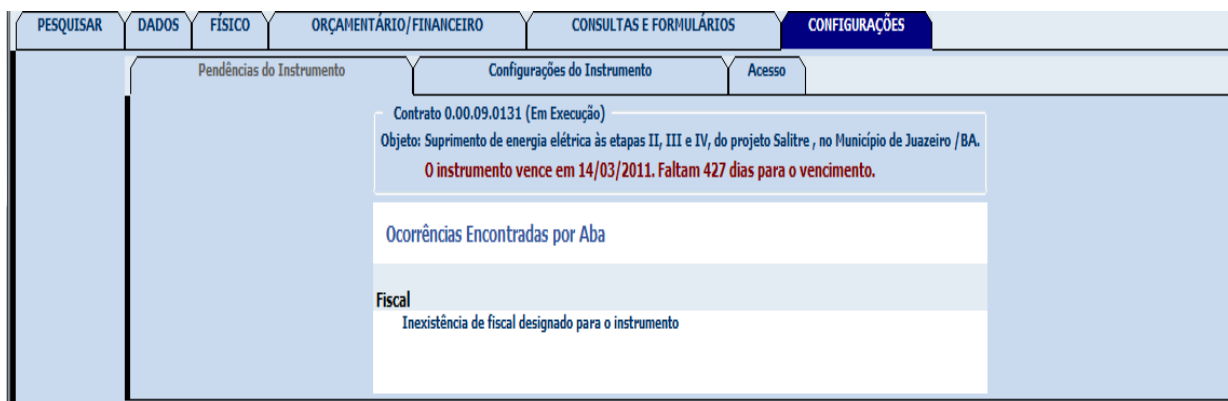 PESQUISAR DADOS FÍSICO ORÇAMENTÁRIO/FINANCEIRO CONSULTAS E FORMULÁRIOS CONFIGURAÇÕES
Pendências do Instrumento Configurações do Instrumento Acesso
Contrato 0.00.09.0131 (Em Execução)
Objeto: Suprimento de energia elétrica às etapas II, III e IV, do projeto Salitre , no Município de Juazeiro /BA.
O instrumento vence em 14/03/2011. Faltam 427 dias para o vencimento.
Ocorrências Encontradas por Aba
Fiscal
Inexistência de fiscal designado para o instrumento